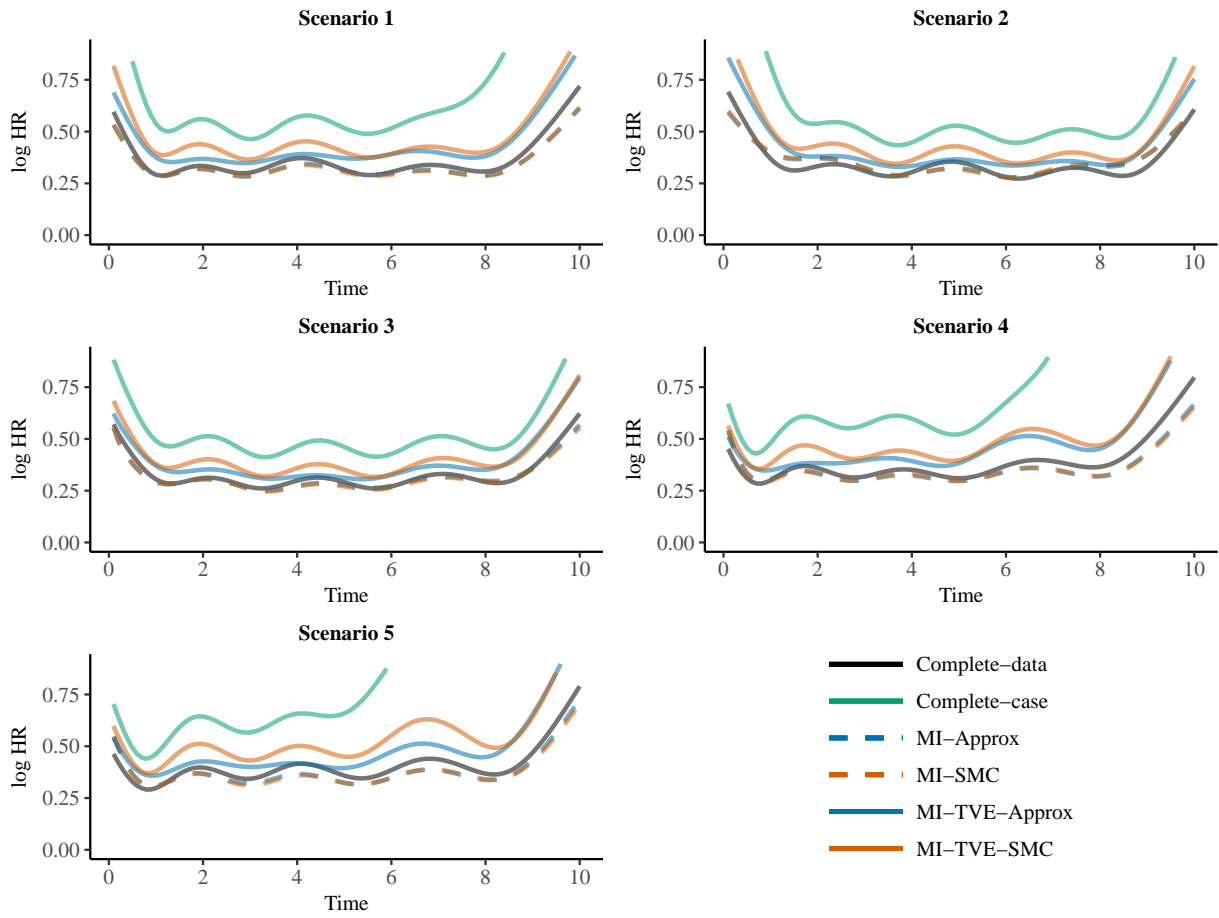 Scenario 1
log HR
0.75
0.50
0.25
0.00
0 2 4 6 8 10
Time
Scenario 2
log HR
0.75
0.50
0.25
0.00
0 2 4 6 8 10
Time
Scenario 3
log HR
0.75
0.50
0.25
0.00
0 2 4 6 8 10
Time
Scenario 4
log HR
0.75
0.50
0.25
0.00
0 2 4 6 8 10
Time
Scenario 5
log HR
0.75
0.50
0.25
0.00
0 2 4 6 8 10
Time
Complete−data
Complete−case
MI−Approx
MI−SMC
MI−TVE−Approx
MI−TVE−SMC